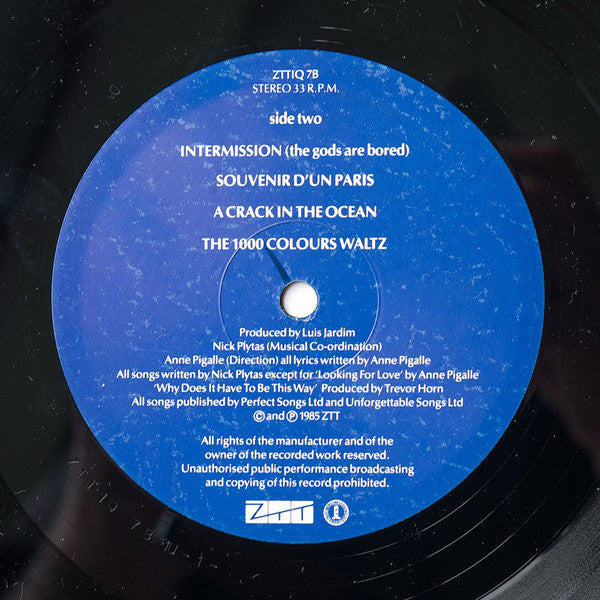 ZTTIQ 7B
STEREO 33 R.P.M.
side two
INTERMISSION (the gods are bored)
SOUVENIR D'UN PARIS
A CRACK IN THE OCEAN
THE 1000 COLOURS WALTZ
Produced by Luis Jardim
Nick Plytas (Musical Co-ordination)
Anne Pigalle (Direction) all lyrics written by Anne Pigalle
All songs written by Nick Plytas except for 'Looking For Love' by Anne Pigalle
'Why Does It Have To Be This Way' Produced by Trevor Horn
All songs published by Perfect Songs Ltd and Unforgettable Songs Ltd
© and ℗ 1985 ZTT
All rights of the manufacturer and of the
owner of the recorded work reserved.
Unauthorised public performance broadcasting
and copying of this record prohibited.
ZTT